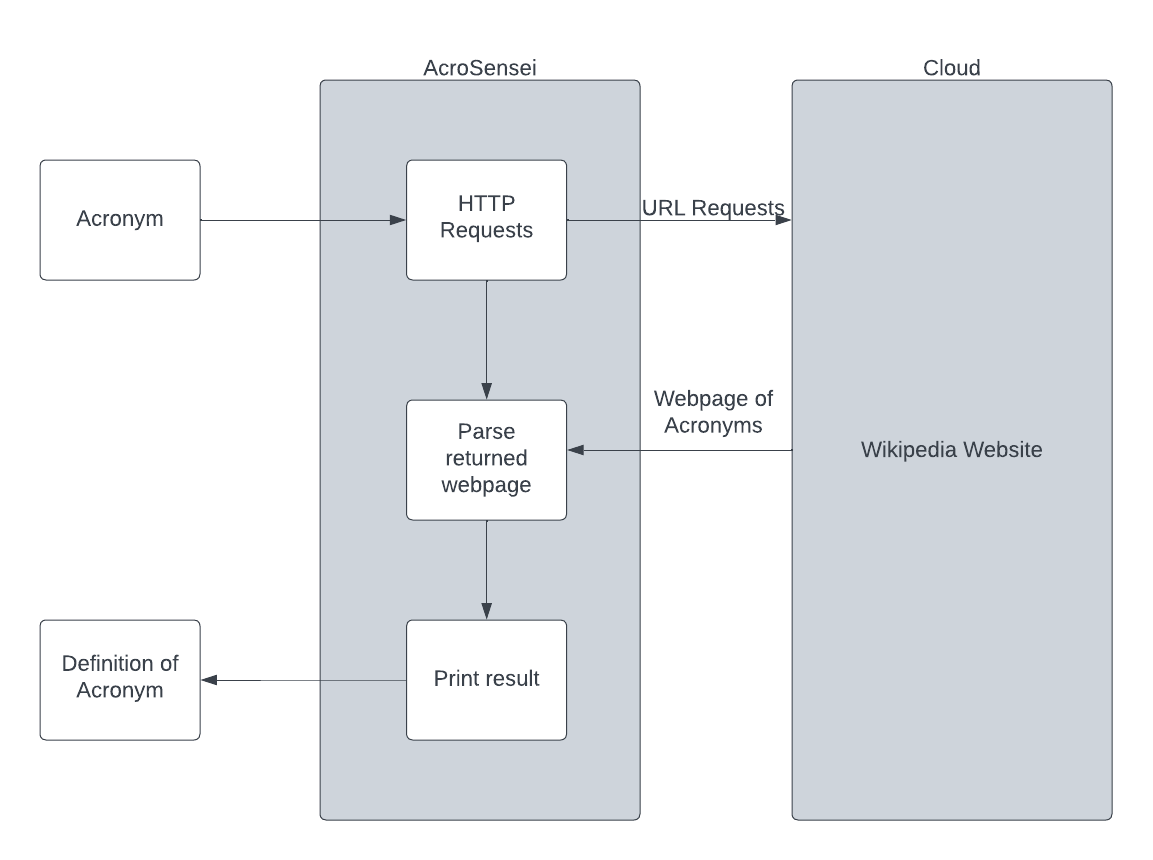 AcroSensei
Cloud
Acronym
HTTP
Requests
URL Requests
Webpage of
Acronyms
Parse
returned
webpage
Wikipedia Website
Definition of
Acronym
Print result